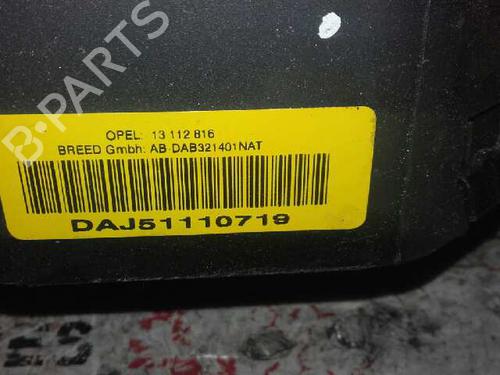 B-PARTS
OPEL: 13 112 816
BREED Gmbh: AB-DAB321401NAT
DAJ51110719